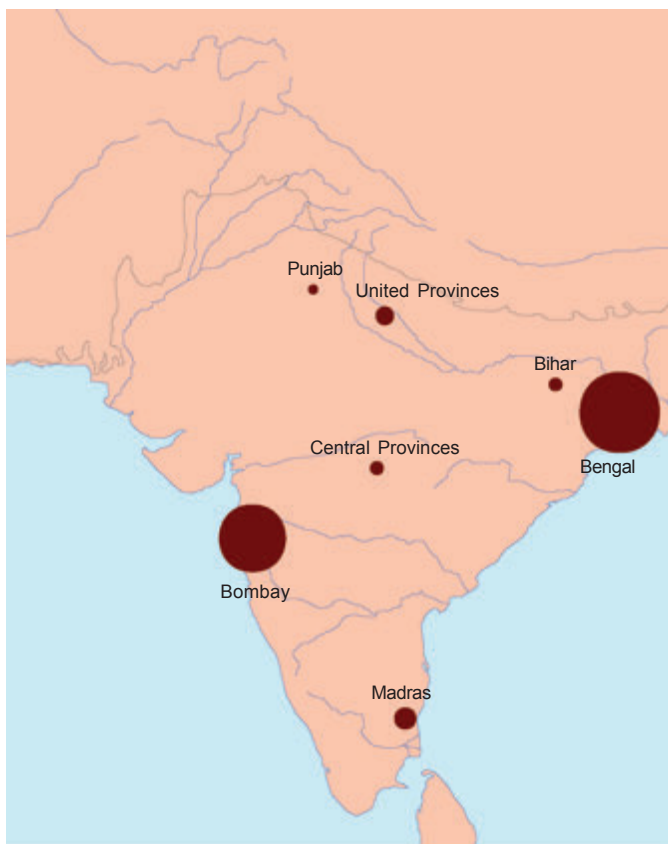 Punjab
United Provinces
Bihar
Central Provinces
Bengal
Bombay
Madras